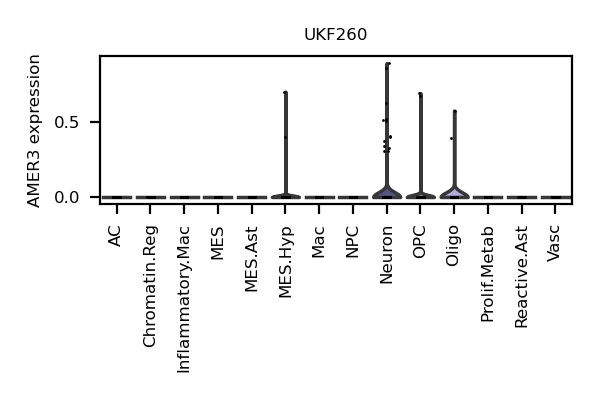 UKF260
AMER3 expression
0.5
0.0
AC
Chromatin.Reg
Inflammatory.Mac
MES
MES.Ast
MES.Hyp
Mac
NPC
Neuron
OPC
Oligo
Prolif.Metab
Reactive.Ast
Vasc